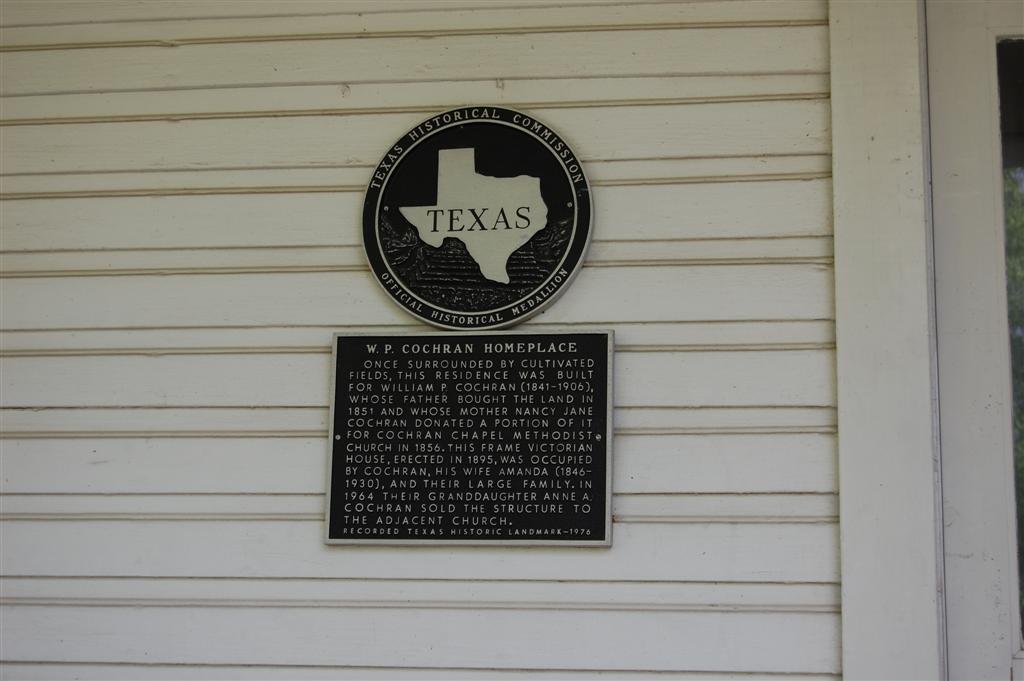 TEXAS HISTORICAL COMMISSION
TEXAS
OFFICIAL HISTORICAL MEDALLION
W. P. COCHRAN HOMEPLACE
ONCE SURROUNDED BY CULTIVATED
FIELDS, THIS RESIDENCE WAS BUILT
FOR WILLIAM P. COCHRAN (1841-1906),
WHOSE FATHER BOUGHT THE LAND IN
1851 AND WHOSE MOTHER NANCY JANE
COCHRAN DONATED A PORTION OF IT
FOR COCHRAN CHAPEL METHODIST
CHURCH IN 1856. THIS FRAME VICTORIAN
HOUSE, ERECTED IN 1895, WAS OCCUPIED
BY COCHRAN, HIS WIFE AMANDA (1846-
1930), AND THEIR LARGE FAMILY. IN
1964 THEIR GRANDDAUGHTER ANNE A.
COCHRAN SOLD THE STRUCTURE TO
THE ADJACENT CHURCH.
RECORDED TEXAS HISTORIC LANDMARK-1976